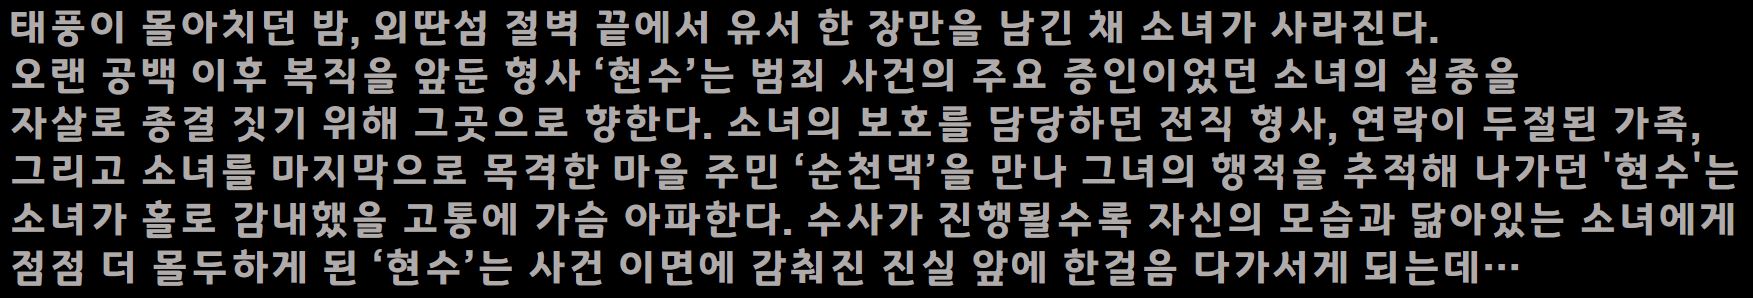 태풍이 몰아치던 밤, 외딴섬 절벽 끝에서 유서 한 장만을 남긴 채 소녀가 사라진다.
오랜 공백 이후 복직을 앞둔 형사 ‘현수’는 범죄 사건의 주요 증인이었던 소녀의 실종을
자살로 종결 짓기 위해 그곳으로 향한다. 소녀의 보호를 담당하던 전직 형사, 연락이 두절된 가족,
그리고 소녀를 마지막으로 목격한 마을 주민 ‘순천댁’을 만나 그녀의 행적을 추적해 나가던 '현수'는
소녀가 홀로 감내했을 고통에 가슴 아파한다. 수사가 진행될수록 자신의 모습과 닮아있는 소녀에게
점점 더 몰두하게 된 ‘현수’는 사건 이면에 감춰진 진실 앞에 한걸음 다가서게 되는데…